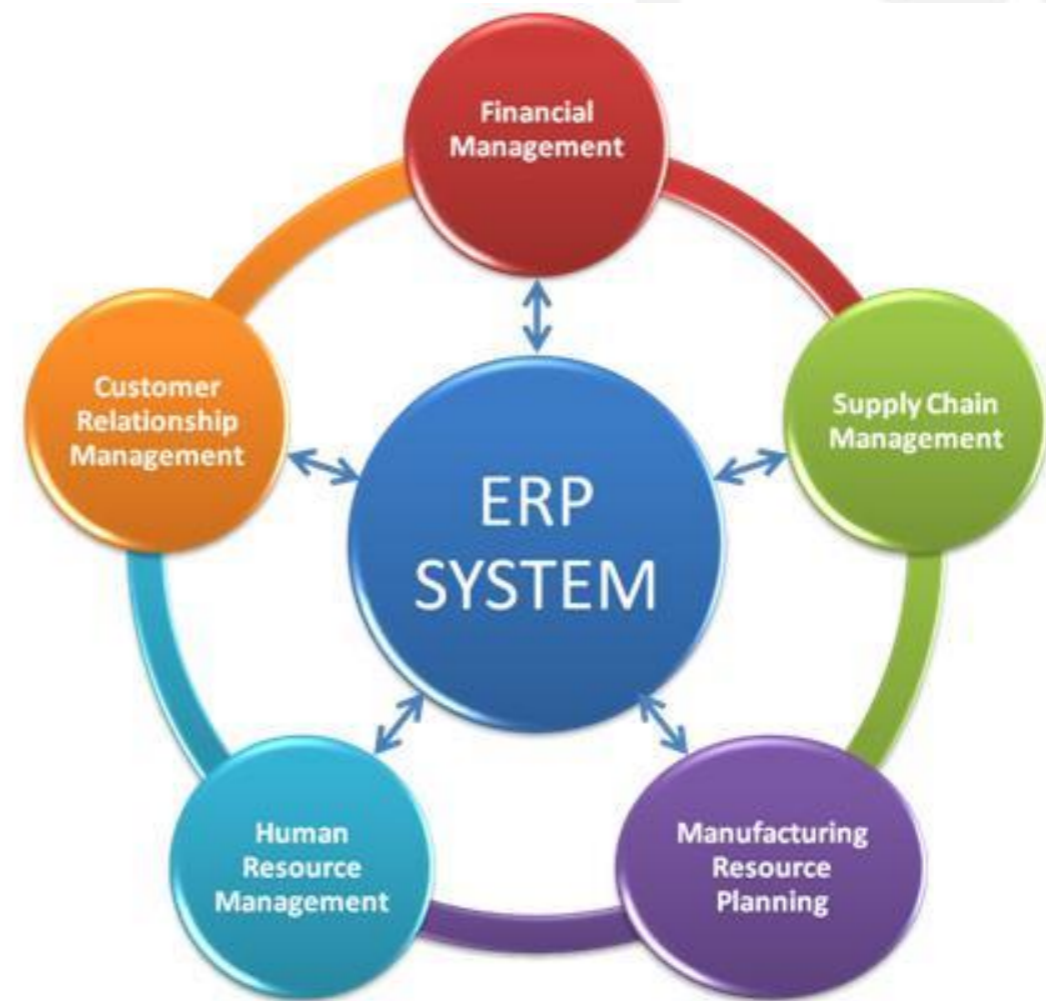 Financial
Management
Customer
Relationship
Management
Supply Chain
Management
ERP
SYSTEM
Human
Resource
Management
Manufacturing
Resource
Planning